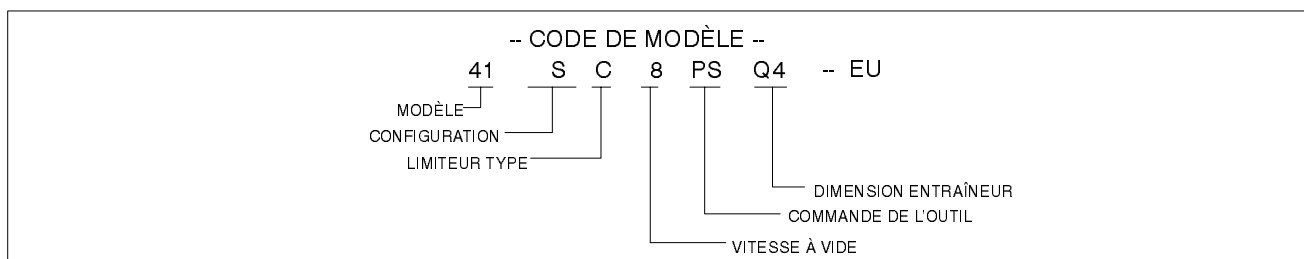 -- CODE DE MODÈLE --
41 S C 8 PS Q4 -- EU
MODÈLE
CONFIGURATION
LIMITEUR TYPE
DIMENSION ENTRAÎNEUR
COMMANDE DE L'OUTIL
VITESSE À VIDE